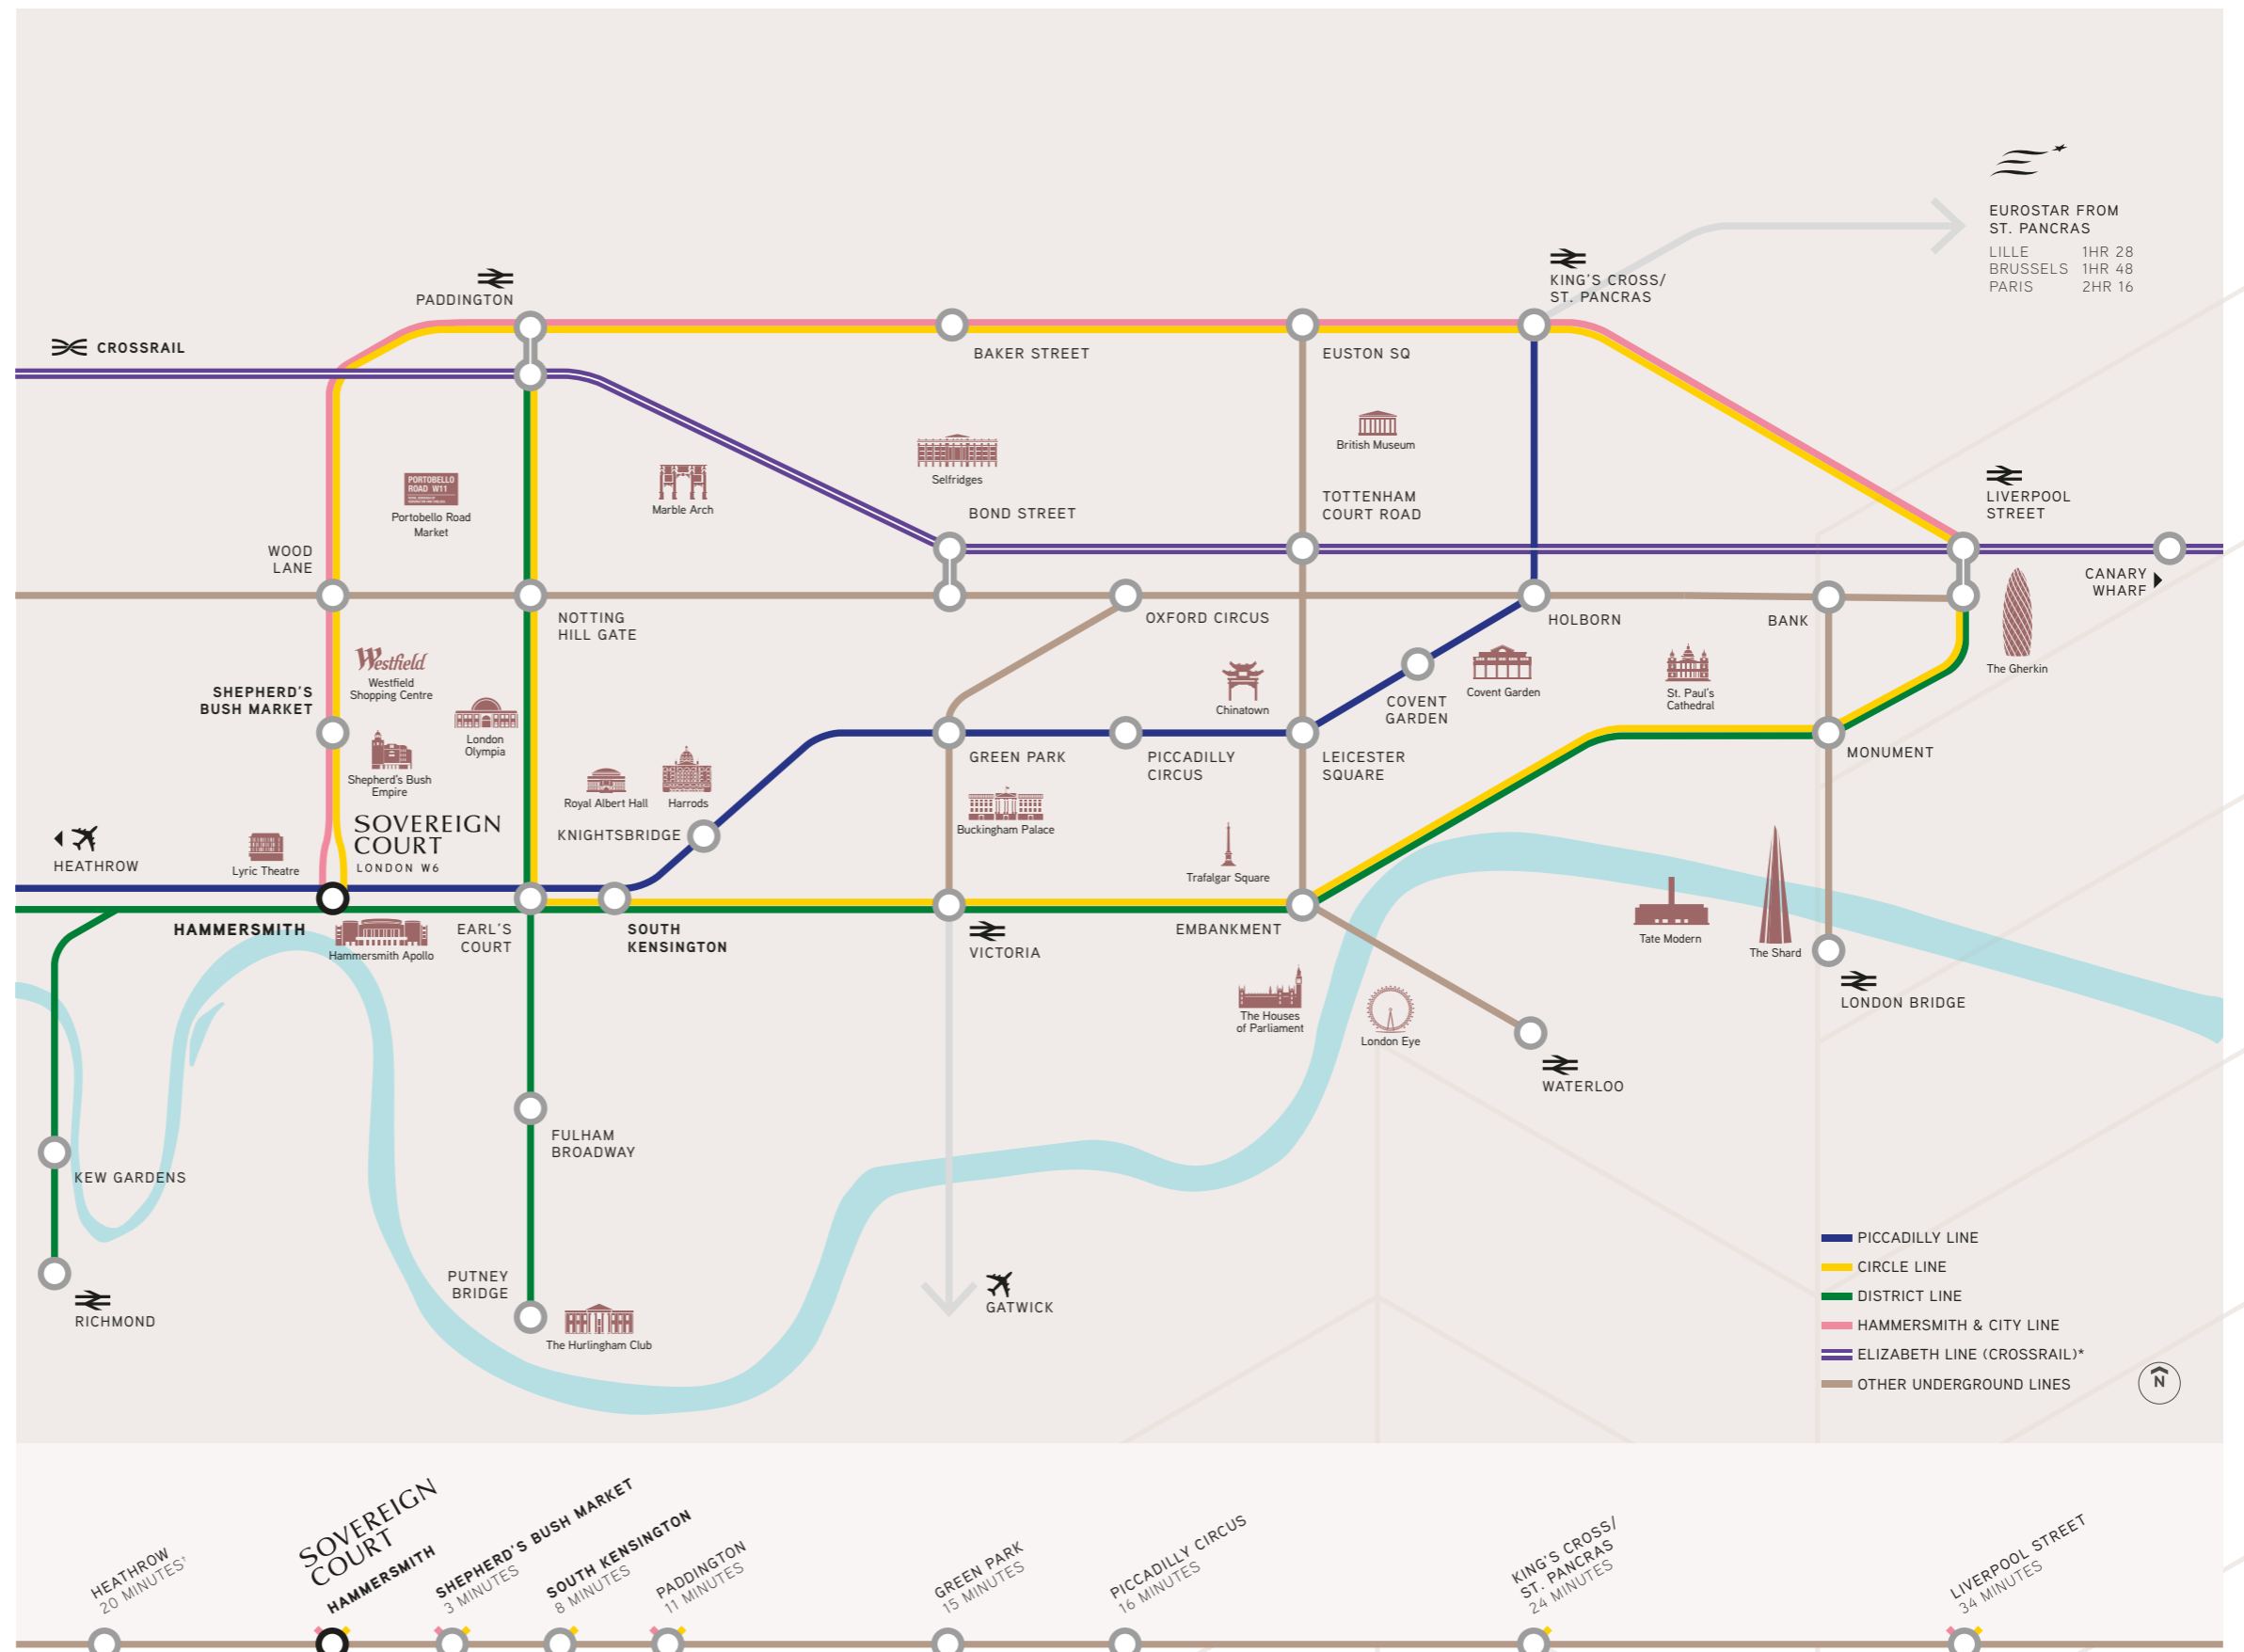 EUROSTAR FROM
ST. PANCRAS
LILLE 1HR 28
BRUSSELS 1HR 48
PARIS 2HR 16
KING'S CROSS/
ST. PANCRAS
PADDINGTON
CROSSRAIL
BAKER STREET
EUSTON SQ
British Museum
Selfridges
PORTOBELLO
ROAD W11
Portobello Road
Market
Marble Arch
BOND STREET
TOTTENHAM
COURT ROAD
LIVERPOOL
STREET
WOOD
LANE
CANARY
WHARF
NOTTING
HILL GATE
OXFORD CIRCUS
HOLBORN
BANK
The Gherkin
Westfield
Westfield
Shopping Centre
SHEPHERD'S
BUSH MARKET
London
Olympia
Chinatown
COVENT
GARDEN
Covent Garden
St. Paul's
Cathedral
Shepherd's Bush
Empire
GREEN PARK
PICCADILLY
CIRCUS
LEICESTER
SQUARE
MONUMENT
Royal Albert Hall
Harrods
KNIGHTSBRIDGE
Buckingham Palace
SOVEREIGN
COURT
LONDON W6
HEATHROW
Lyric Theatre
Trafalgar Square
HAMMERSMITH
Hammersmith Apollo
EARL'S
COURT
SOUTH
KENSINGTON
VICTORIA
EMBANKMENT
Tate Modern
The Shard
LONDON BRIDGE
The Houses
of Parliament
London Eye
WATERLOO
FULHAM
BROADWAY
KEW GARDENS
PUTNEY
BRIDGE
The Hurlingham Club
RICHMOND
GATWICK
PICCADILLY LINE
CIRCLE LINE
DISTRICT LINE
HAMMERSMITH & CITY LINE
ELIZABETH LINE (CROSSRAIL)*
OTHER UNDERGROUND LINES
N
HEATHROW
20 MINUTES†
SOVEREIGN
COURT
HAMMERSMITH
SHEPHERD'S BUSH MARKET
3 MINUTES
SOUTH KENSINGTON
8 MINUTES
PADDINGTON
11 MINUTES
GREEN PARK
15 MINUTES
PICCADILLY CIRCUS
16 MINUTES
KING'S CROSS/
ST. PANCRAS
24 MINUTES
LIVERPOOL STREET
34 MINUTES